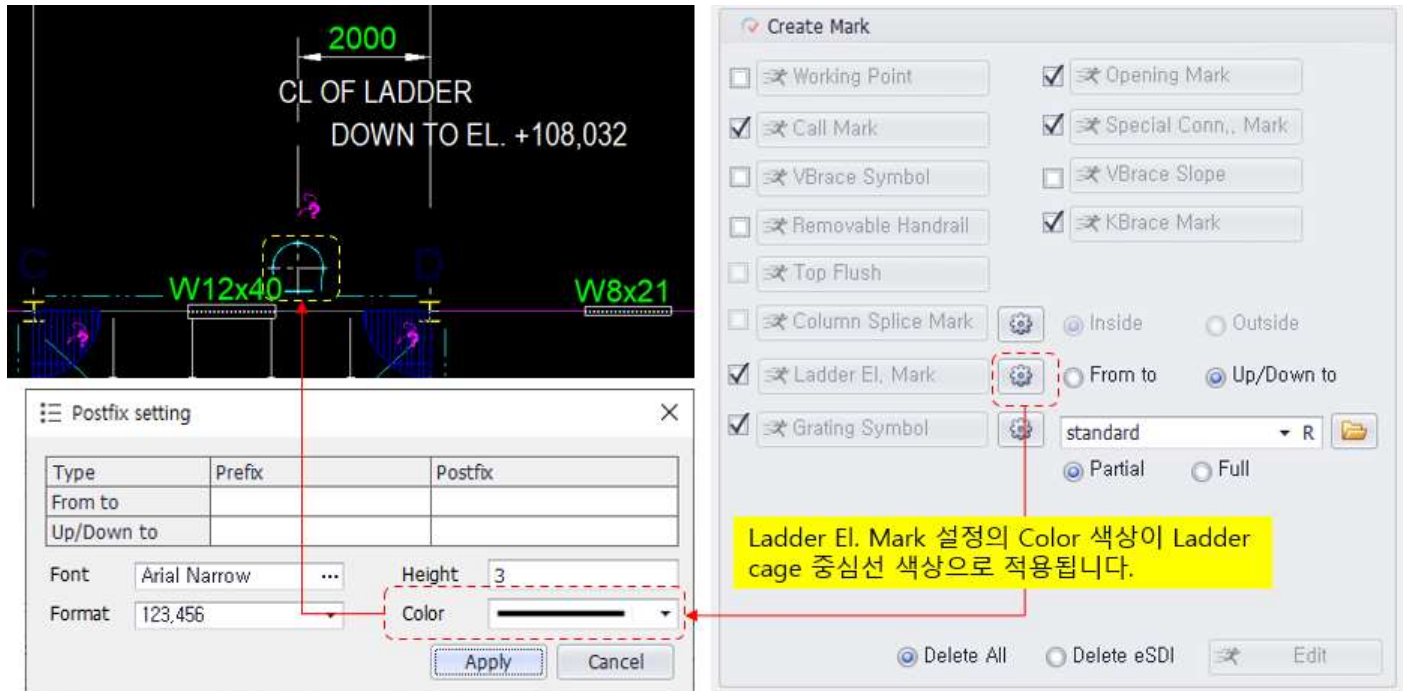 2000
CL OF LADDER
DOWN TO EL. +108,032
C
D
W12x40
W8x21
Postfix setting
Type Prefix Postfix
From to
Up/Down to
Font Arial Narrow ... Height 3
Format 123,456 Color
Apply Cancel
Create Mark
Working Point Opening Mark
Call Mark Special Conn,, Mark
VBrace Symbol VBrace Slope
Removable Handrail KBrace Mark
Top Flush
Column Splice Mark Inside Outside
Ladder El, Mark From to Up/Down to
Grating Symbol standard R
Partial Full
Ladder El. Mark 설정의 Color 색상이 Ladder
cage 중심선 색상으로 적용됩니다.
Delete All Delete eSDI Edit